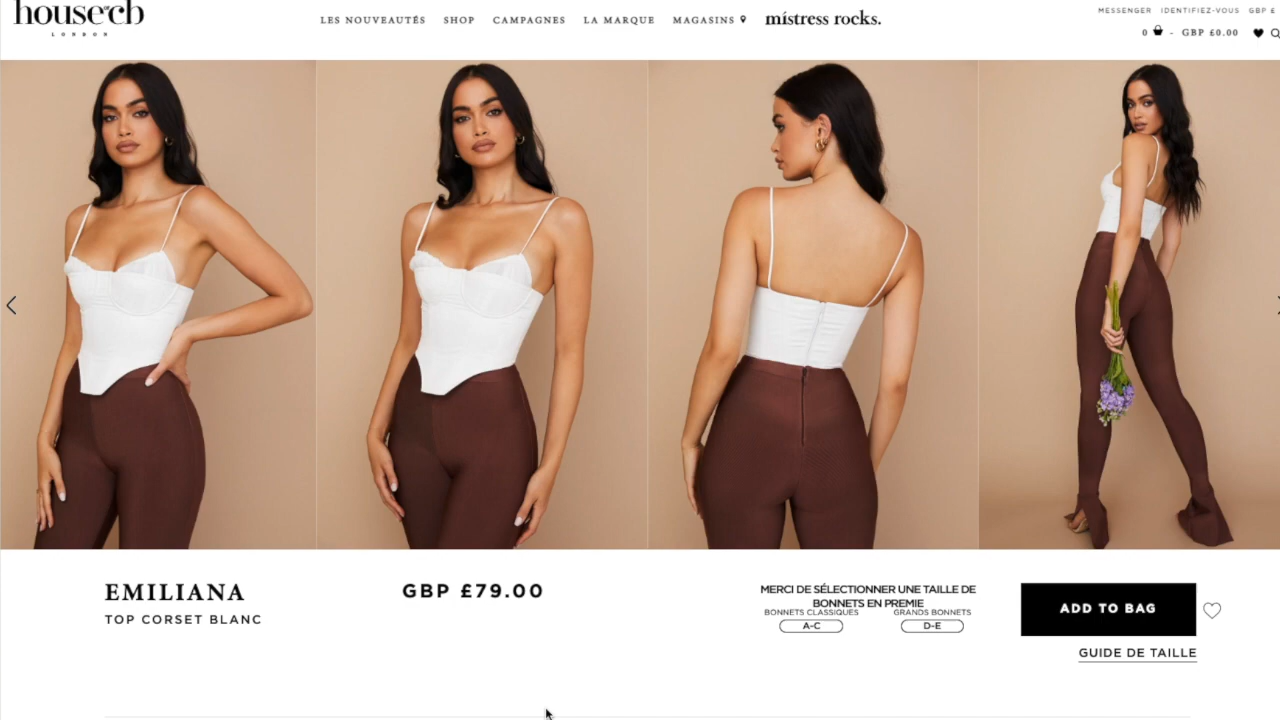 house of cb
LONDON
LES NOUVEAUTÉS SHOP CAMPAGNES LA MARQUE MAGASINS
mistress rocks.
MESSENGER IDENTIFIEZ-VOUS GBP £
0 - GBP £0.00
EMILIANA
TOP CORSET BLANC
GBP £79.00
MERCI DE SÉLECTIONNER UNE TAILLE DE
BONNETS EN PREMIE
BONNETS CLASSIQUES GRANDS BONNETS
A-C D-E
ADD TO BAG
GUIDE DE TAILLE